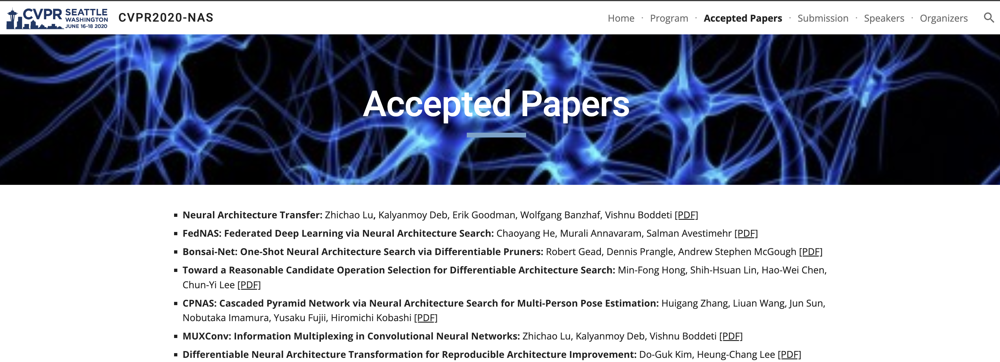 CVPR SEATTLE
WASHINGTON
JUNE 16-18 2020
CVPR2020-NAS
Home · Program · Accepted Papers · Submission · Speakers · Organizers
Accepted Papers
▪ Neural Architecture Transfer: Zhichao Lu, Kalyanmoy Deb, Erik Goodman, Wolfgang Banzhaf, Vishnu Boddeti [PDF]
▪ FedNAS: Federated Deep Learning via Neural Architecture Search: Chaoyang He, Murali Annavaram, Salman Avestimehr [PDF]
▪ Bonsai-Net: One-Shot Neural Architecture Search via Differentiable Pruners: Robert Gead, Dennis Prangle, Andrew Stephen McGough [PDF]
▪ Toward a Reasonable Candidate Operation Selection for Differentiable Architecture Search: Min-Fong Hong, Shih-Hsuan Lin, Hao-Wei Chen,
Chun-Yi Lee [PDF]
▪ CPNAS: Cascaded Pyramid Network via Neural Architecture Search for Multi-Person Pose Estimation: Huigang Zhang, Liuan Wang, Jun Sun,
Nobutaka Imamura, Yusaku Fujii, Hiromichi Kobashi [PDF]
▪ MUXConv: Information Multiplexing in Convolutional Neural Networks: Zhichao Lu, Kalyanmoy Deb, Vishnu Boddeti [PDF]
▪ Differentiable Neural Architecture Transformation for Reproducible Architecture Improvement: Do-Guk Kim, Heung-Chang Lee [PDF]